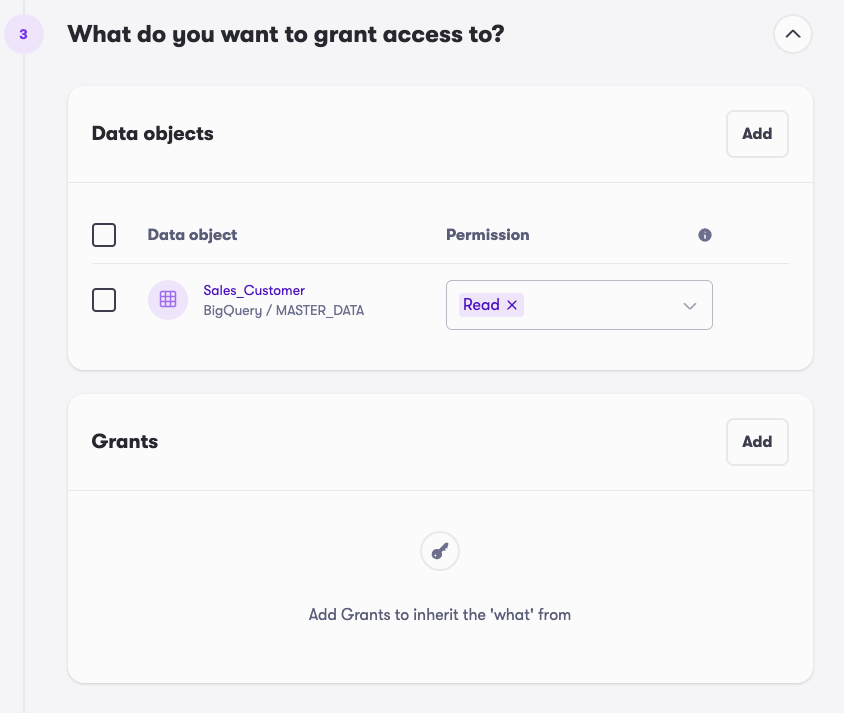 3
What do you want to grant access to?
Data objects
Add
Data object
Permission
Sales_Customer
BigQuery / MASTER_DATA
Read
Grants
Add
Add Grants to inherit the 'what' from